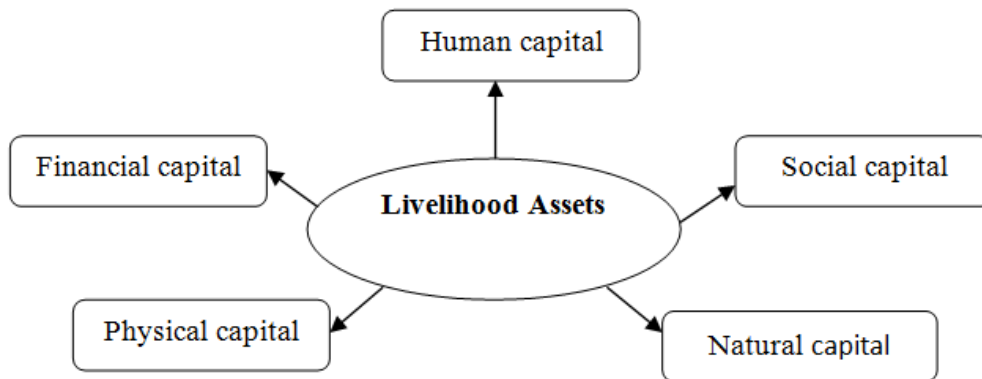 Human capital
Financial capital
Social capital
Livelihood Assets
Physical capital
Natural capital